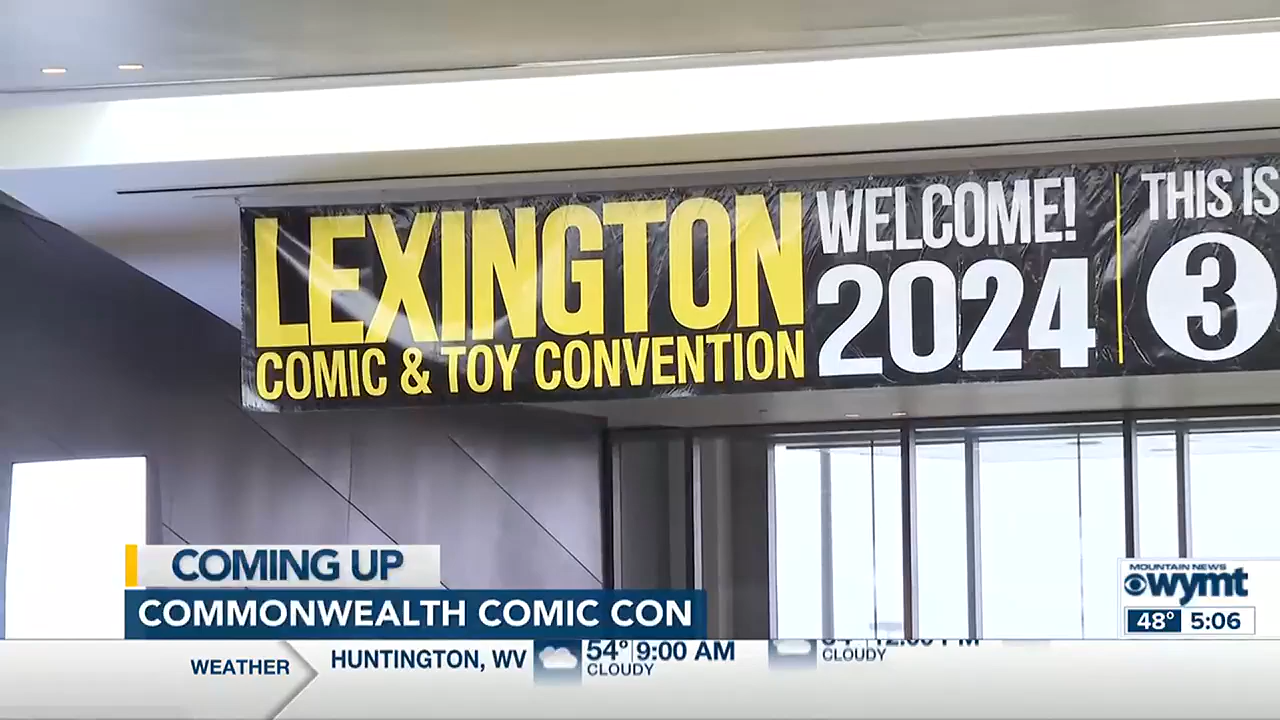 LEXINGTON
COMIC & TOY CONVENTION
WELCOME!
2024
THIS IS
3
COMING UP
COMMONWEALTH COMIC CON
MOUNTAIN NEWS
wymt
48° 5:06
WEATHER
HUNTINGTON, WV
54° 9:00 AM
CLOUDY
CLOUDY